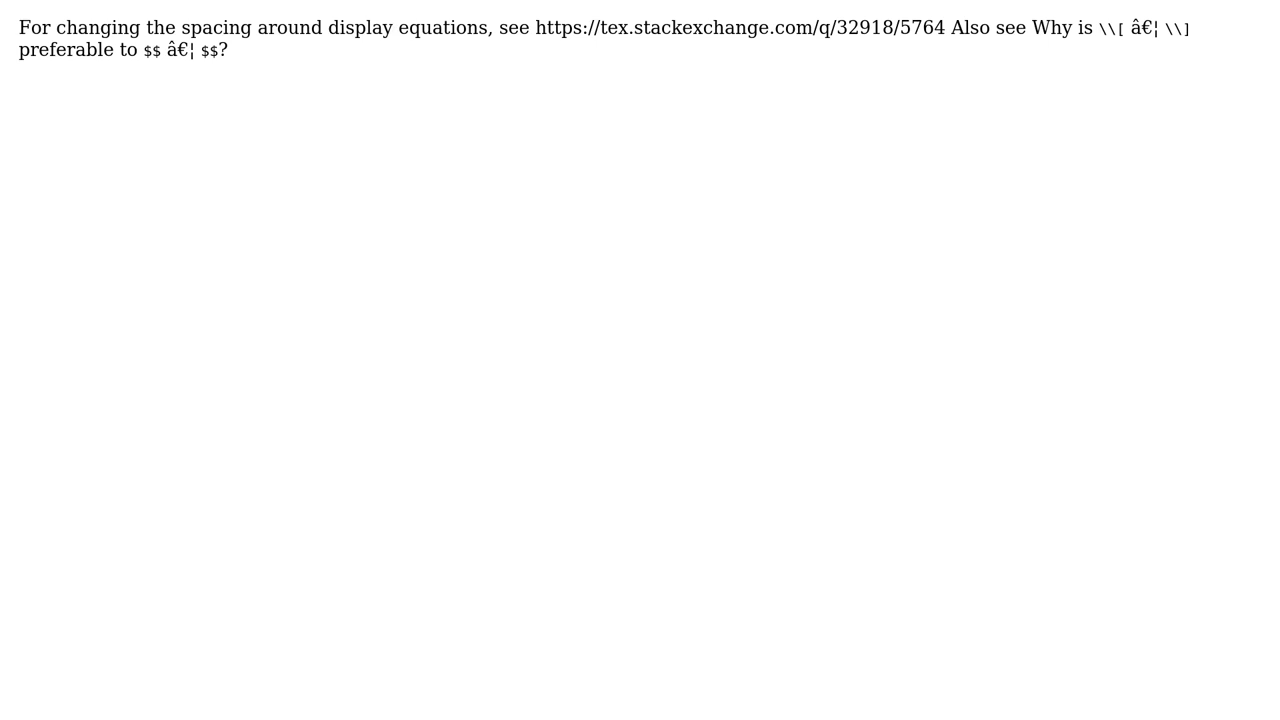 For changing the spacing around display equations, see https://tex.stackexchange.com/q/32918/5764 Also see Why is \\[ â€¦ \\]
preferable to $$ â€¦ $$?